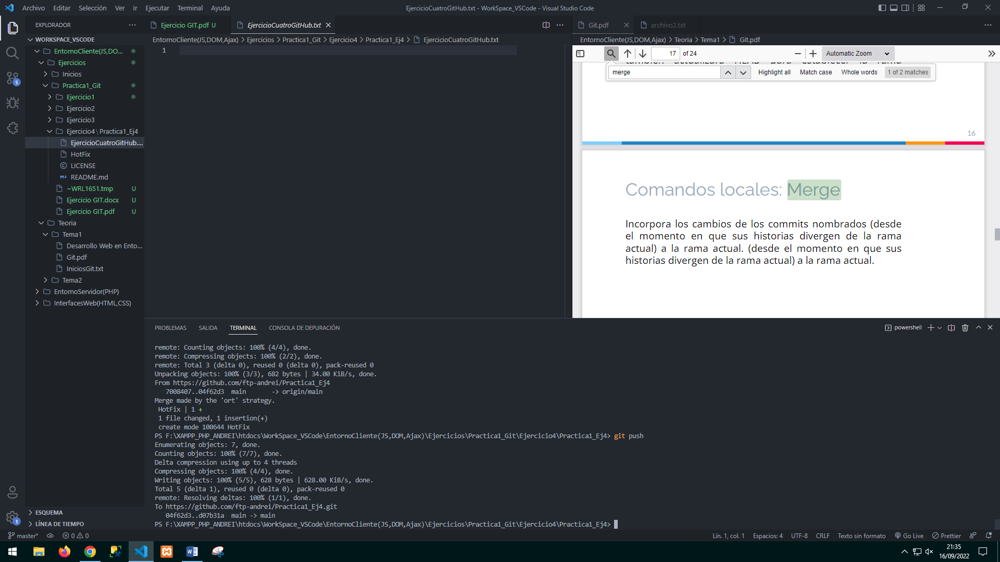 Archivo Editar Selección Ver Ir Ejecutar Terminal Ayuda
EjercicioCuatroGitHub.txt - WorkSpace_VSCode - Visual Studio Code
EXPLORADOR
WORKSPACE_VSCODE
EntornoCliente(JS,DO...
Ejercicios
Inicios
Practica1_Git
Ejercicio1
Ejercicio2
Ejercicio3
Ejercicio4\Practica1_Ej4
EjercicioCuatroGitHub....
HotFix
LICENSE
README.md
~WRL1651.tmp U
Ejercicio GIT.docx U
Ejercicio GIT.pdf U
Teoria
Tema1
Desarrollo Web en Ento...
Git.pdf
IniciosGit.txt
Tema2
EntornoServidor(PHP)
InterfacesWeb(HTML,CSS)
ESQUEMA
LÍNEA DE TIEMPO
5
1
Ejercicio GIT.pdf U
EjercicioCuatroGitHub.txt
EntornoCliente(JS,DOM,Ajax) > Ejercicios > Practica1_Git > Ejercicio4 > Practica1_Ej4 > EjercicioCuatroGitHub.txt
1
Git.pdf
archivo2.txt
EntornoCliente(JS,DOM,Ajax) > Teoria > Tema1 > Git.pdf
17 of 24
Automatic Zoom
merge
Highlight all Match case Whole words 1 of 2 matches
16
Comandos locales: Merge
Incorpora los cambios de los commits nombrados (desde
el momento en que sus historias divergen de la rama
actual) a la rama actual. (desde el momento en que sus
historias divergen de la rama actual) a la rama actual.
PROBLEMAS SALIDA TERMINAL CONSOLA DE DEPURACIÓN
powershell
remote: Counting objects: 100% (4/4), done.
remote: Compressing objects: 100% (2/2), done.
remote: Total 3 (delta 0), reused 0 (delta 0), pack-reused 0
Unpacking objects: 100% (3/3), 682 bytes | 34.00 KiB/s, done.
From https://github.com/ftp-andrei/Practica1_Ej4
7008407..04f62d3 main -> origin/main
Merge made by the 'ort' strategy.
HotFix | 1 +
1 file changed, 1 insertion(+)
create mode 100644 HotFix
PS F:\XAMPP_PHP_ANDREI\htdocs\WorkSpace_VSCode\EntornoCliente(JS,DOM,Ajax)\Ejercicios\Practica1_Git\Ejercicio4\Practica1_Ej4> git push
Enumerating objects: 7, done.
Counting objects: 100% (7/7), done.
Delta compression using up to 4 threads
Compressing objects: 100% (4/4), done.
Writing objects: 100% (5/5), 628 bytes | 628.00 KiB/s, done.
Total 5 (delta 1), reused 0 (delta 0), pack-reused 0
remote: Resolving deltas: 100% (1/1), done.
To https://github.com/ftp-andrei/Practica1_Ej4.git
04f62d3..d07b31a main -> main
PS F:\XAMPP_PHP_ANDREI\htdocs\WorkSpace_VSCode\EntornoCliente(JS,DOM,Ajax)\Ejercicios\Practica1_Git\Ejercicio4\Practica1_Ej4>
master* 0 0
Lín. 1, col. 1 Espacios: 4 UTF-8 CRLF Texto sin formato Go Live Prettier
21:35
16/09/2022